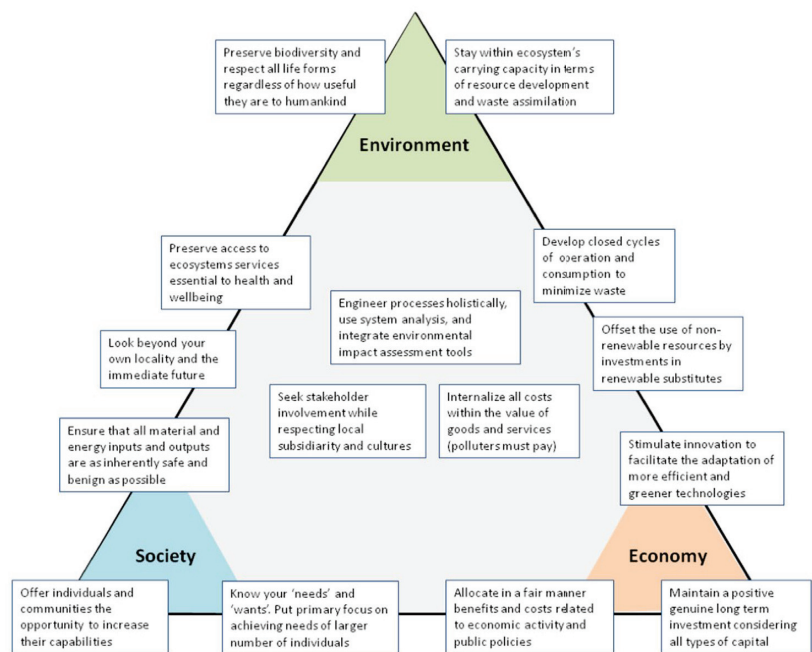 Preserve biodiversity and
respect all life forms
regardless of how useful
they are to humankind
Stay within ecosystem's
carrying capacity in terms
of resource development
and waste assimilation
Environment
Preserve access to
ecosystems services
essential to health and
wellbeing
Develop closed cycles
of operation and
consumption to
minimize waste
Engineer processes holistically,
use system analysis, and
integrate environmental
impact assessment tools
Look beyond your
own locality and the
immediate future
Offset the use of non-
renewable resources by
investments in
renewable substitutes
Seek stakeholder
involvement while
respecting local
subsidiarity and cultures
Internalize all costs
within the value of
goods and services
(polluters must pay)
Ensure that all material and
energy inputs and outputs
are as inherently safe and
benign as possible
Stimulate innovation to
facilitate the adaptation of
more efficient and
greener technologies
Society
Economy
Offer individuals and
communities the
opportunity to increase
their capabilities
Know your 'needs' and
'wants'. Put primary focus on
achieving needs of larger
number of individuals
Allocate in a fair manner
benefits and costs related
to economic activity and
public policies
Maintain a positive
genuine long term
investment considering
all types of capital